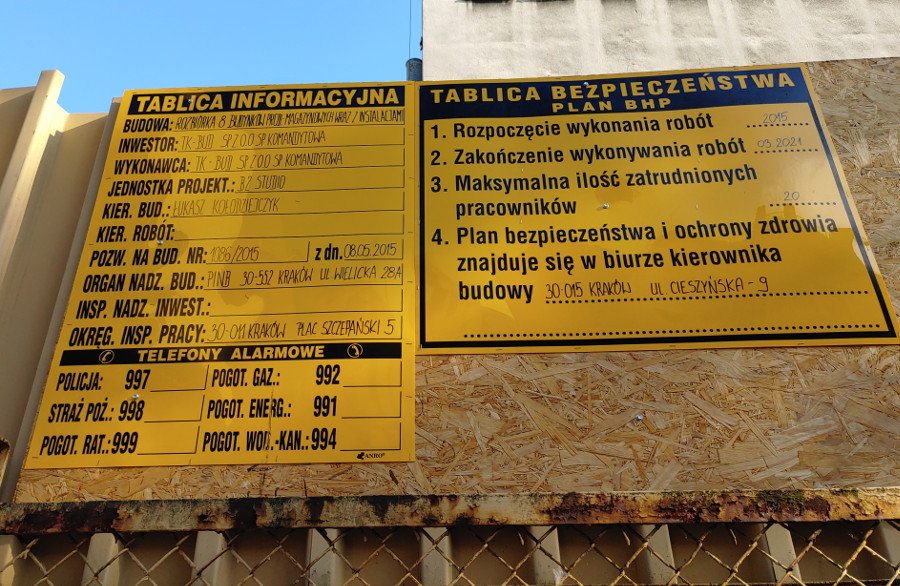 TABLICA INFORMACYJNA
BUDOWA: ROZBIÓRKA 8 BUDYNKÓW PROD-MAGAZYNOWYCH WRAZ Z INSTALACJAMI
INWESTOR: TK-BUD SP Z O O SP KOMANDYTOWA
WYKONAWCA: TK-BUD SP Z O O SP KOMANDYTOWA
JEDNOSTKA PROJEKT.: BZ STUDIO
KIER. BUD.: ŁUKASZ KOŁODZIEJCZYK
KIER. ROBÓT:
POZW. NA BUD. NR: 1096/2015 z dn. 08.05.2015
ORGAN NADZ. BUD.: PINB 30-552 KRAKÓW UL WIELICKA 28A
INSP. NADZ. INWEST.:
OKRĘG. INSP. PRACY: 30-011 KRAKÓW PLAC SZCZEPAŃSKI 5
TELEFONY ALARMOWE
POLICJA: 997 POGOT. GAZ.: 992
STRAŻ POŻ.: 998 POGOT. ENERG.: 991
POGOT. RAT.: 999 POGOT. WOD.-KAN.: 994
ANRO®
TABLICA BEZPIECZEŃSTWA
PLAN BHP
1. Rozpoczęcie wykonania robót 2015
2. Zakończenie wykonywania robót 03.2021
3. Maksymalna ilość zatrudnionych
pracowników 20
4. Plan bezpieczeństwa i ochrony zdrowia
znajduje się w biurze kierownika
budowy 30-015 KRAKÓW UL CIESZYŃSKA - 9